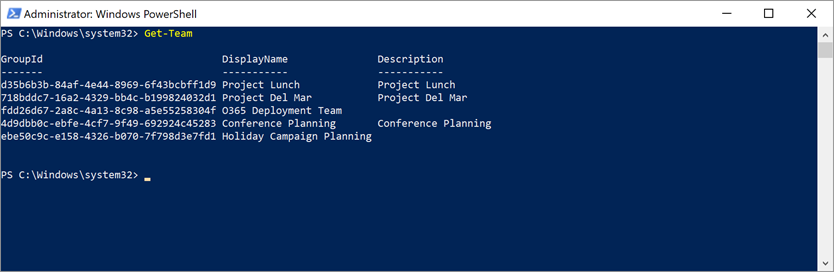 Administrator: Windows PowerShell
PS C:\Windows\system32> Get-Team
GroupId DisplayName Description
------- ----------- -----------
d35b6b3b-84af-4e44-8969-6f43bcbff1d9 Project Lunch Project Lunch
718bddc7-16a2-4329-bb4c-b199824032d1 Project Del Mar Project Del Mar
fdd26d67-2a8c-4a13-8c98-a5e55258304f O365 Deployment Team
4d9dbb0c-ebfe-4cf7-9f49-692924c45283 Conference Planning Conference Planning
ebe50c9c-e158-4326-b070-7f798d3e7fd1 Holiday Campaign Planning
PS C:\Windows\system32>